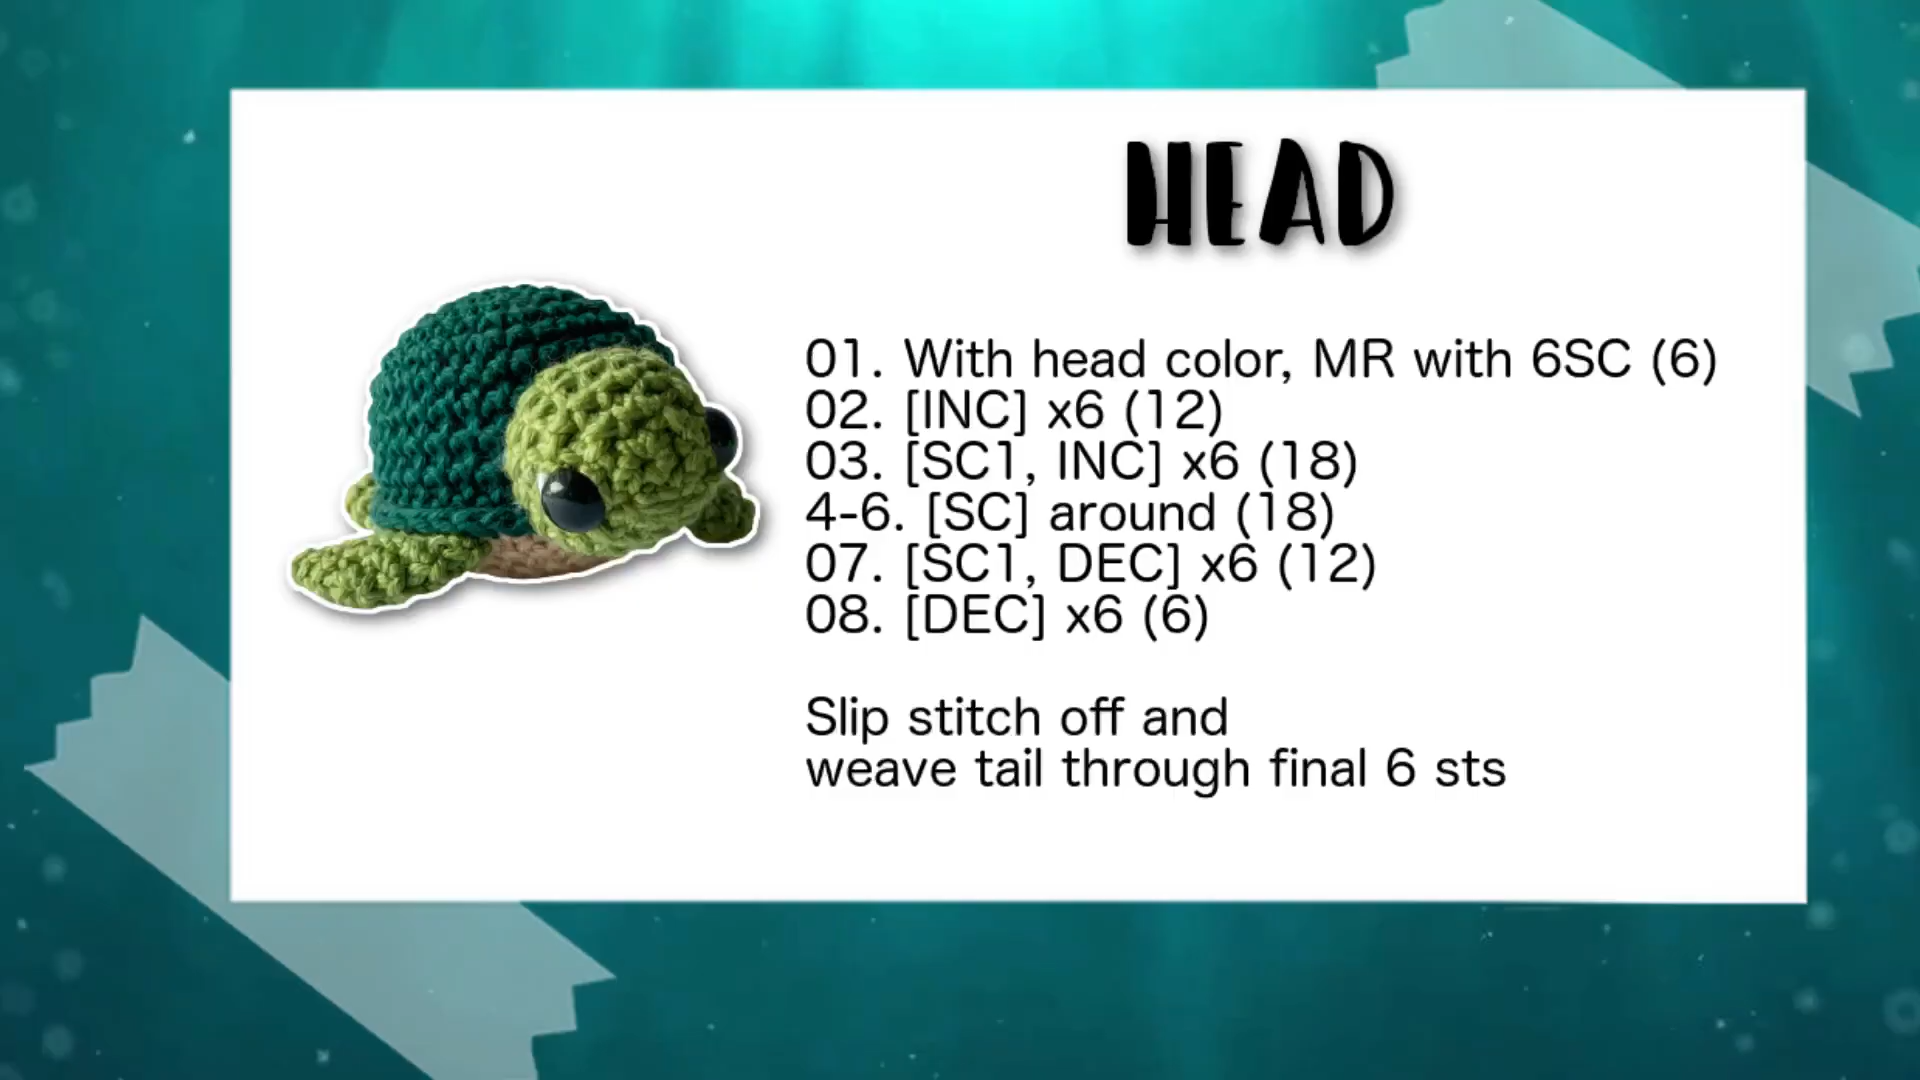 HEAD
01. With head color, MR with 6SC (6)
02. [INC] x6 (12)
03. [SC1, INC] x6 (18)
4-6. [SC] around (18)
07. [SC1, DEC] x6 (12)
08. [DEC] x6 (6)
Slip stitch off and
weave tail through final 6 sts